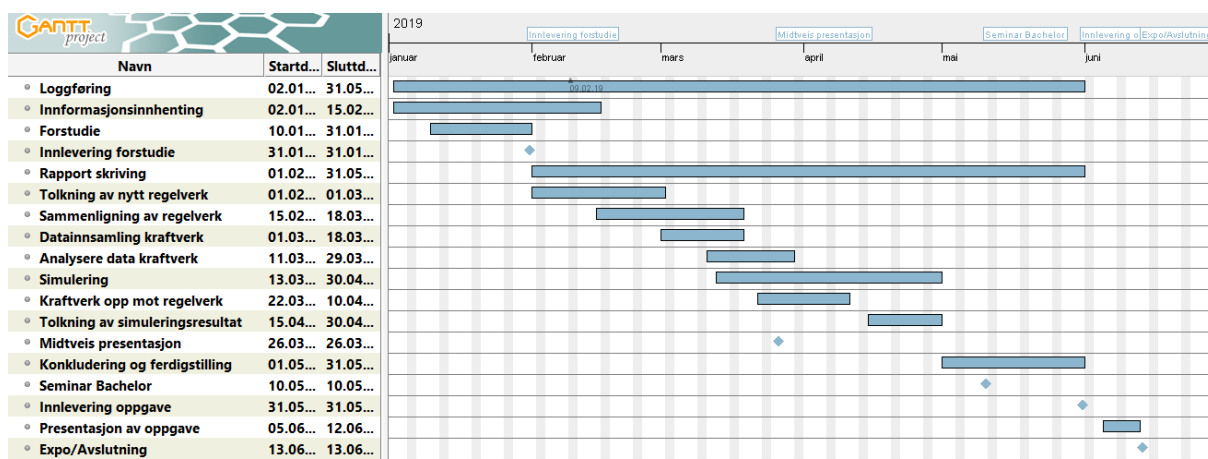 GANTT
project
2019
Innlevering forstudie Midtveis presentasjon Seminar Bachelor Innlevering o Expo/Avslutning
januar februar mars april mai juni
Navn Startd... Sluttd...
Loggføring 02.01... 31.05...
09.02.19
Innformasjonsinnhenting 02.01... 15.02...
Forstudie 10.01... 31.01...
Innlevering forstudie 31.01... 31.01...
Rapport skriving 01.02... 31.05...
Tolkning av nytt regelverk 01.02... 01.03...
Sammenligning av regelverk 15.02... 18.03...
Datainnsamling kraftverk 01.03... 18.03...
Analysere data kraftverk 11.03... 29.03...
Simulering 13.03... 30.04...
Kraftverk opp mot regelverk 22.03... 10.04...
Tolkning av simuleringsresultat 15.04... 30.04...
Midtveis presentasjon 26.03... 26.03...
Konkludering og ferdigstilling 01.05... 31.05...
Seminar Bachelor 10.05... 10.05...
Innlevering oppgave 31.05... 31.05...
Presentasjon av oppgave 05.06... 12.06...
Expo/Avslutning 13.06... 13.06...